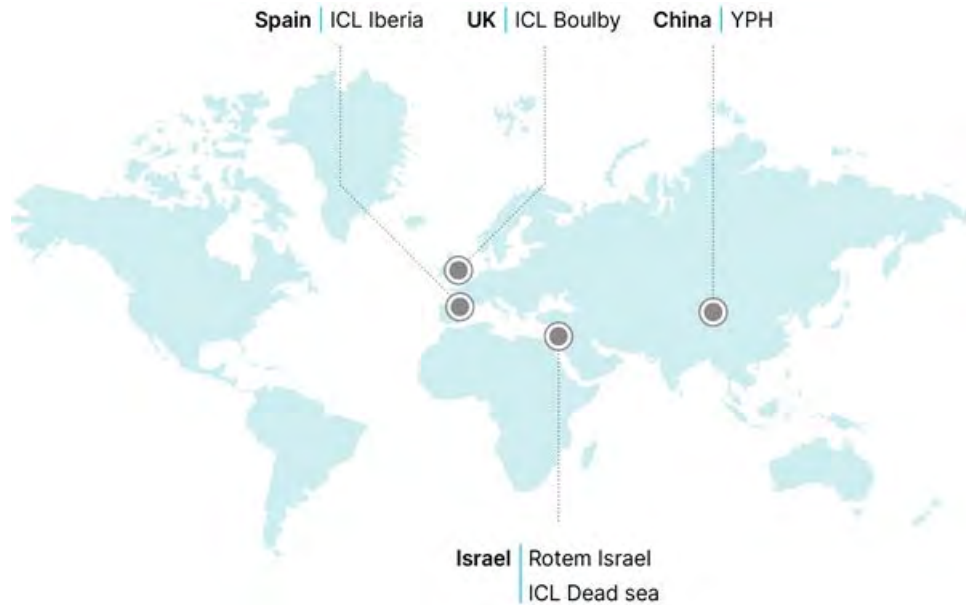 Spain | ICL Iberia UK | ICL Boulby China | YPH
Israel | Rotem Israel
ICL Dead sea